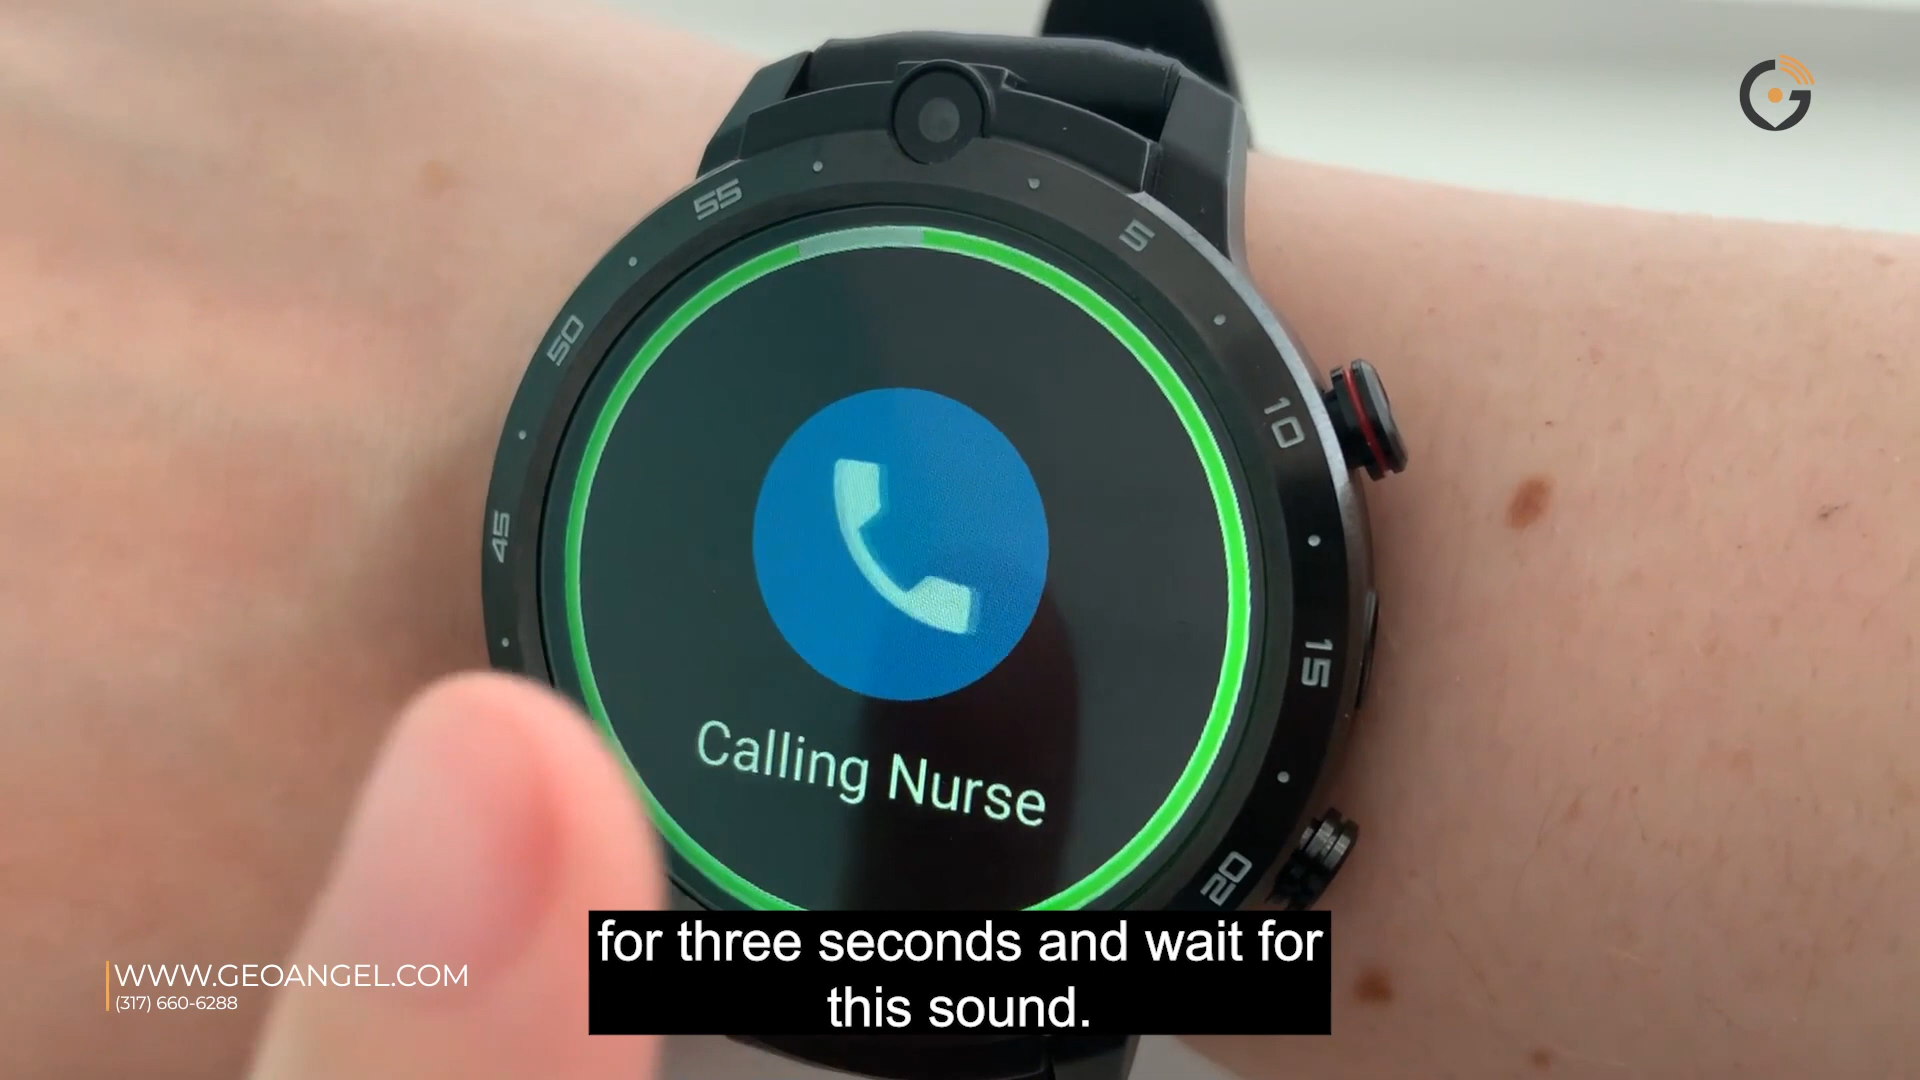 55
5
50
10
45
15
20
Calling Nurse
for three seconds and wait for
this sound.
WWW.GEOANGEL.COM
(317) 660-6288